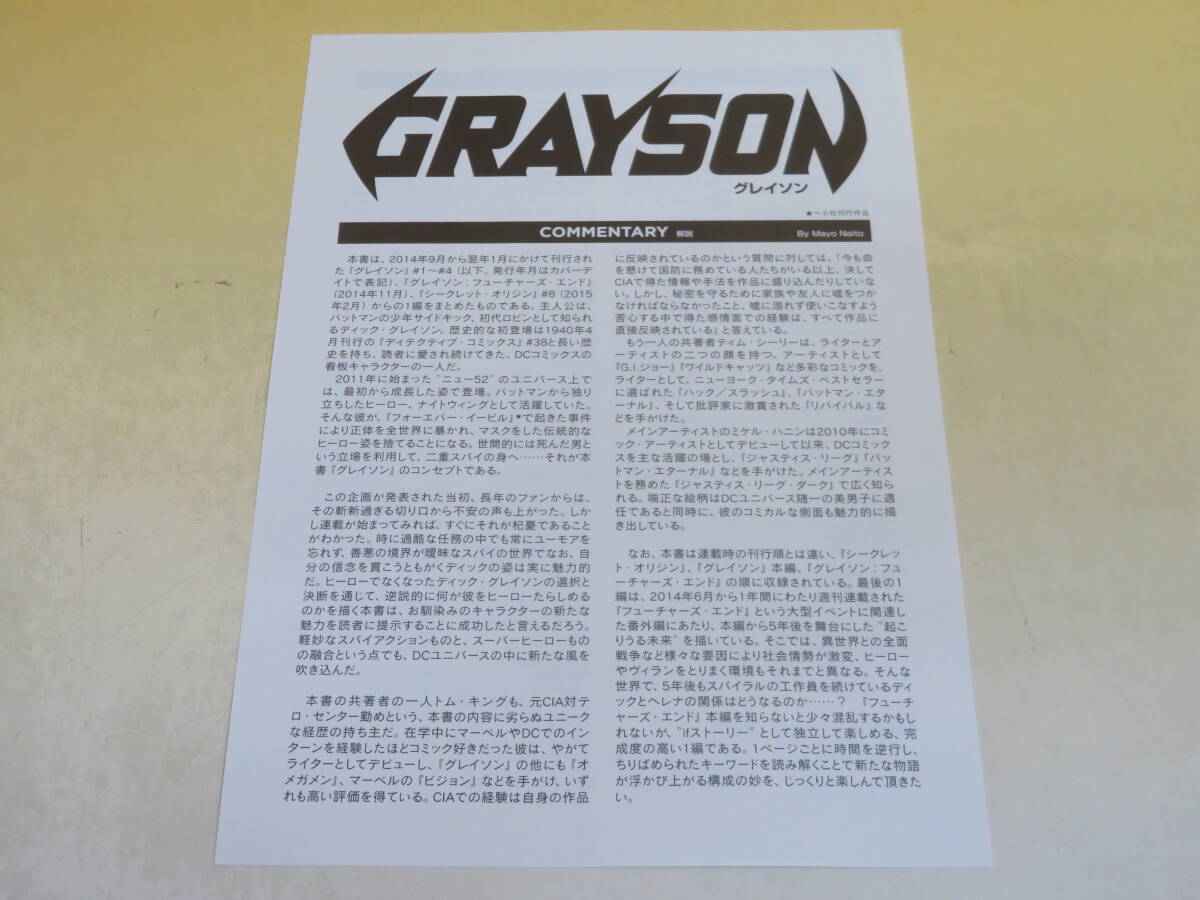 GRAYSON
グレイソン
★=小社刊行作品
COMMENTARY 解説
By Mayo Naito
本書は、2014年9月から翌年1月にかけて刊行され
た『グレイソン』#1〜#4（以下、発行年月はカバーデ
イトで表記）、『グレイソン：フューチャーズ・エンド』
（2014年11月）、『シークレット・オリジン』#8（2015
年2月）からの1編をまとめたものである。主人公は、
バットマンの少年サイドキック、初代ロビンとして知られ
るディック・グレイソン。歴史的な初登場は1940年4
月刊行の『ディテクティブ・コミックス』#38と長い歴
史を持ち、読者に愛され続けてきた、DCコミックスの
看板キャラクターの一人だ。
2011年に始まった“ニュー52”のユニバース上で
は、最初から成長した姿で登場。バットマンから独り
立ちしたヒーロー、ナイトウィングとして活躍していた。
そんな彼が、『フォーエバー・イービル』★で起きた事件
により正体を全世界に暴かれ、マスクをした伝統的な
ヒーロー姿を捨てることになる。世間的には死んだ男と
いう立場を利用して、二重スパイの身へ……それが本
書『グレイソン』のコンセプトである。
この企画が発表された当初、長年のファンからは、
その斬新過ぎる切り口から不安の声も上がった。しか
し連載が始まってみれば、すぐにそれが杞憂であること
がわかった。時に過酷な任務の中でも常にユーモアを
忘れず、善悪の境界が曖昧なスパイの世界でなお、自
分の信念を貫こうともがくディックの姿は実に魅力的
だ。ヒーローでなくなったディック・グレイソンの選択と
決断を通じて、逆説的に何が彼をヒーローたらしめる
のかを描く本書は、お馴染みのキャラクターの新たな
魅力を読者に提示することに成功したと言えるだろう。
軽妙なスパイアクションものと、スーパーヒーローもの
の融合という点でも、DCユニバースの中に新たな風を
吹き込んだ。
本書の共著者の一人トム・キングも、元CIA対テ
ロ・センター勤めという、本書の内容に劣らぬユニーク
な経歴の持ち主だ。在学中にマーベルやDCでのイン
ターンを経験したほどコミック好きだった彼は、やがて
ライターとしてデビューし、『グレイソン』の他にも『オ
メガメン』、マーベルの『ビジョン』などを手がけ、いず
れも高い評価を得ている。CIAでの経験は自身の作品
に反映されているのかという質問に対しては、「今も命
を懸けて国防に務めている人たちがいる以上、決して
CIAで得た情報や手法を作品に盛り込んだりしていな
い。しかし、秘密を守るために家族や友人に嘘をつか
なければならなかったこと、嘘に溺れず使いこなすよう
苦心する中で得た感情面での経験は、すべて作品に
直接反映されている」と答えている。
もう一人の共著者ティム・シーリーは、ライターとア
ーティストの二つの顔を持つ。アーティストとして
『G.I.ジョー』『ワイルドキャッツ』など多彩なコミックを、
ライターとして、ニューヨーク・タイムズ・ベストセラー
に選ばれた『ハック／スラッシュ』、『バットマン・エタ
ーナル』、そして批評家に激賞された『リバイバル』な
どを手がけた。
メインアーティストのミケル・ハニンは2010年にコミ
ック・アーティストとしてデビューして以来、DCコミック
スを主な活躍の場とし、『ジャスティス・リーグ』『バッ
トマン・エターナル』などを手がけた。メインアーティス
トを務めた『ジャスティス・リーグ・ダーク』で広く知ら
れる。端正な絵柄はDCユニバース随一の美男子に適
任であると同時に、彼のコミカルな側面も魅力的に描
き出している。
なお、本書は連載時の刊行順とは違い、『シークレッ
ト・オリジン』、『グレイソン』本編、『グレイソン：フュ
ーチャーズ・エンド』の順に収録されている。最後の1
編は、2014年6月から1年間にわたり週刊連載された
『フューチャーズ・エンド』という大型イベントに関連し
た番外編にあたり、本編から5年後を舞台にした“起こ
りうる未来”を描いている。そこでは、異世界との全面
戦争など様々な要因により社会情勢が激変、ヒーロー
やヴィランをとりまく環境もそれまでと異なる。そんな
世界で、5年後もスパイラルの工作員を続けているディ
ックとヘレナの関係はどうなるのか……？　『フューチ
ャーズ・エンド』本編を知らないと少々混乱するかもし
れないが、“ifストーリー”として独立して楽しめる、完
成度の高い1編である。1ページごとに時間を逆行し、
ちりばめられたキーワードを読み解くことで新たな物語
が浮かび上がる構成の妙を、じっくりと楽しんで頂きた
い。